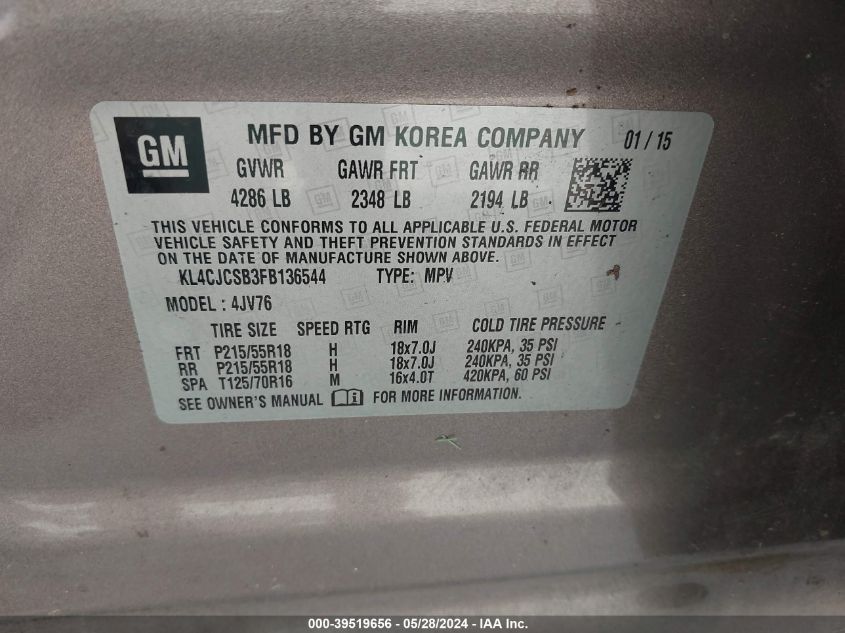 GM MFD BY GM KOREA COMPANY 01 / 15
GVWR GAWR FRT GAWR RR
4286 LB 2348 LB 2194 LB
THIS VEHICLE CONFORMS TO ALL APPLICABLE U.S. FEDERAL MOTOR
VEHICLE SAFETY AND THEFT PREVENTION STANDARDS IN EFFECT
ON THE DATE OF MANUFACTURE SHOWN ABOVE.
KL4CJCSB3FB136544 TYPE: MPV
MODEL : 4JV76
TIRE SIZE SPEED RTG RIM COLD TIRE PRESSURE
FRT P215/55R18 H 18x7.0J 240KPA, 35 PSI
RR P215/55R18 H 18x7.0J 240KPA, 35 PSI
SPA T125/70R16 M 16x4.0T 420KPA, 60 PSI
SEE OWNER'S MANUAL FOR MORE INFORMATION.
000-39519656 - 05/28/2024 - IAA Inc.